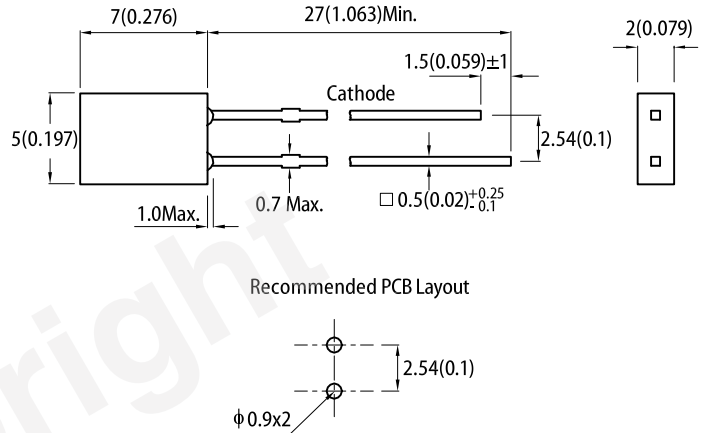 7(0.276)
27(1.063)Min.
2(0.079)
1.5(0.059)±1
Cathode
5(0.197)
2.54(0.1)
1.0Max.
0.7 Max.
□ 0.5(0.02)+0.25 -0.1
Recommended PCB Layout
2.54(0.1)
ϕ0.9x2
right